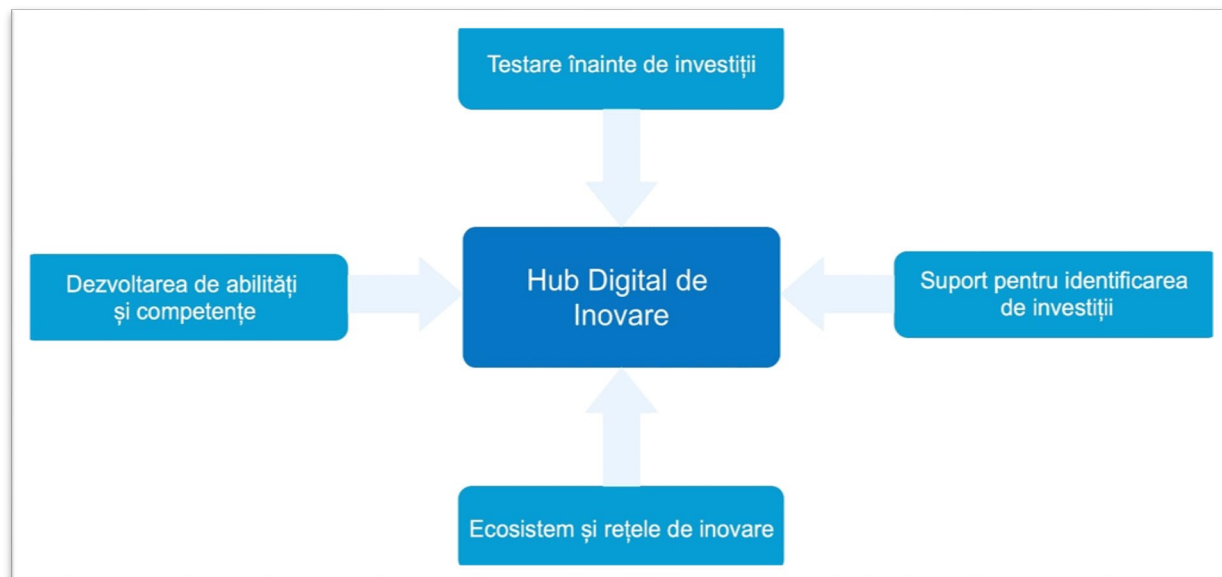 Testare înainte de investiții
Dezvoltarea de abilități
și competențe
Hub Digital de
Inovare
Suport pentru identificarea
de investiții
Ecosistem și rețele de inovare